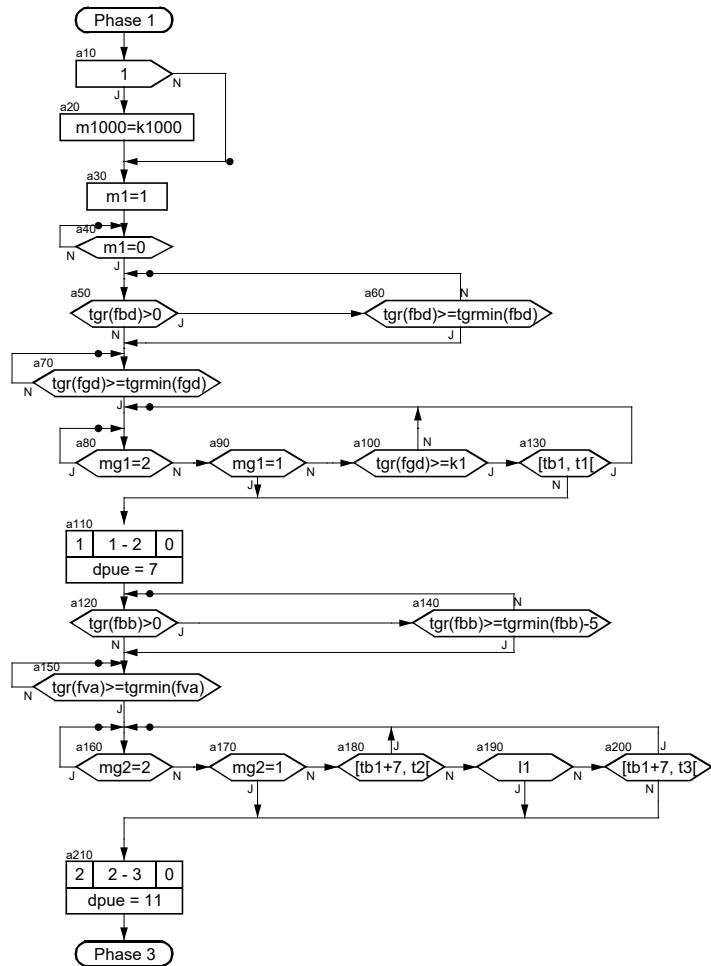 Phase 1
a10
1
N
J
a20
m1000=k1000
a30
m1=1
a40
m1=0
N
J
a50
tgr(fbd)>0
J
N
a60
N
tgr(fbd)>=tgrmin(fbd)
J
a70
tgr(fgd)>=tgrmin(fgd)
N
J
a80
mg1=2
J
N
a90
mg1=1
N
J
a100
N
tgr(fgd)>=k1
J
a130
[tb1, t1[
N
J
a110
1 1 - 2 0
dpue = 7
a120
tgr(fbb)>0
J
N
a140
N
tgr(fbb)>=tgrmin(fbb)-5
J
a150
tgr(fva)>=tgrmin(fva)
N
J
a160
mg2=2
J
N
a170
mg2=1
N
J
a180
J
[tb1+7, t2[
N
a190
l1
N
J
a200
J
[tb1+7, t3[
N
a210
2 2 - 3 0
dpue = 11
Phase 3